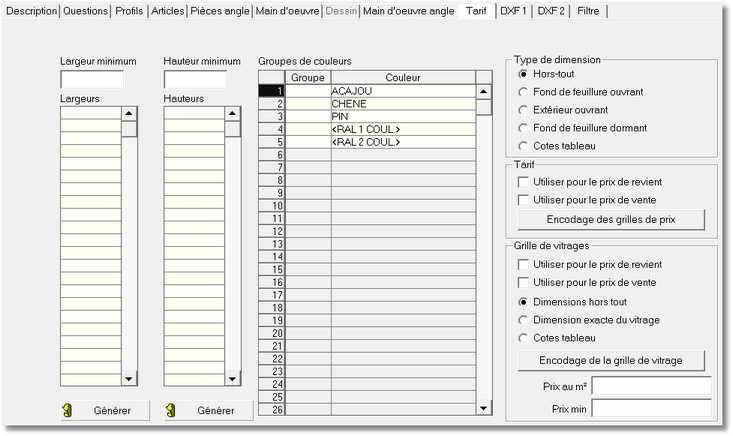 Description Questions Profils Articles Pièces angle Main d'oeuvre Dessin Main d'oeuvre angle Tarif DXF 1 DXF 2 Filtre
Largeur minimum
Hauteur minimum
Largeurs
Hauteurs
Générer
Générer
Groupes de couleurs
Groupe Couleur
1 ACAJOU
2 CHENE
3 PIN
4 <RAL 1 COUL.>
5 <RAL 2 COUL.>
6
7
8
9
10
11
12
13
14
15
16
17
18
19
20
21
22
23
24
25
26
Type de dimension
Hors-tout
Fond de feuillure ouvrant
Extérieur ouvrant
Fond de feuillure dormant
Cotes tableau
Tarif
Utiliser pour le prix de revient
Utiliser pour le prix de vente
Encodage des grilles de prix
Grille de vitrages
Utiliser pour le prix de revient
Utiliser pour le prix de vente
Dimensions hors tout
Dimension exacte du vitrage
Cotes tableau
Encodage de la grille de vitrage
Prix au m²
Prix min